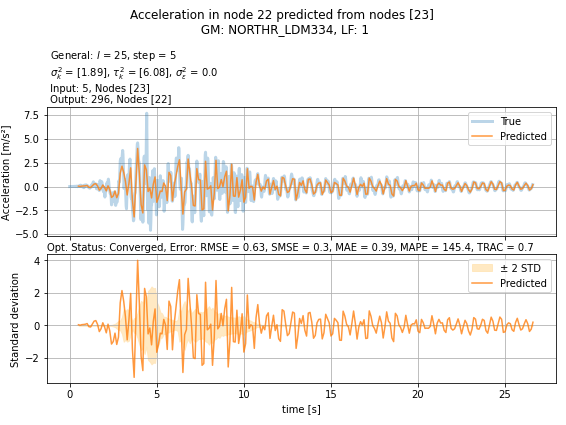 Acceleration in node 22 predicted from nodes [23]
GM: NORTHR_LDM334, LF: 1
General: l = 25, step = 5
σ²ₖ = [1.89], τ²ₖ = [6.08], σ²ε = 0.0
Input: 5, Nodes [23]
Output: 296, Nodes [22]
Acceleration [m/s²]
7.5
5.0
2.5
0.0
−2.5
−5.0
True
Predicted
Opt. Status: Converged, Error: RMSE = 0.63, SMSE = 0.3, MAE = 0.39, MAPE = 145.4, TRAC = 0.7
Standard deviation
4
2
0
−2
± 2 STD
Predicted
0 5 10 15 20 25
time [s]